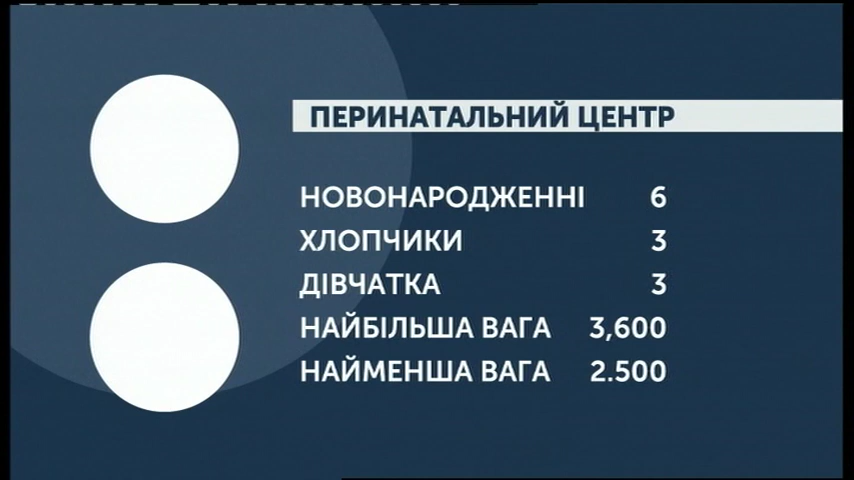 ПЕРИНАТАЛЬНИЙ ЦЕНТР
НОВОНАРОДЖЕННІ 6
ХЛОПЧИКИ 3
ДІВЧАТКА 3
НАЙБІЛЬША ВАГА 3,600
НАЙМЕНША ВАГА 2.500